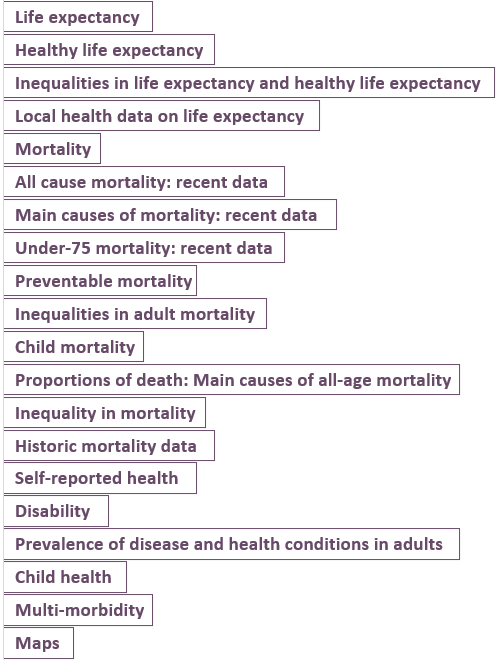 Life expectancy
Healthy life expectancy
Inequalities in life expectancy and healthy life expectancy
Local health data on life expectancy
Mortality
All cause mortality: recent data
Main causes of mortality: recent data
Under-75 mortality: recent data
Preventable mortality
Inequalities in adult mortality
Child mortality
Proportions of death: Main causes of all-age mortality
Inequality in mortality
Historic mortality data
Self-reported health
Disability
Prevalence of disease and health conditions in adults
Child health
Multi-morbidity
Maps